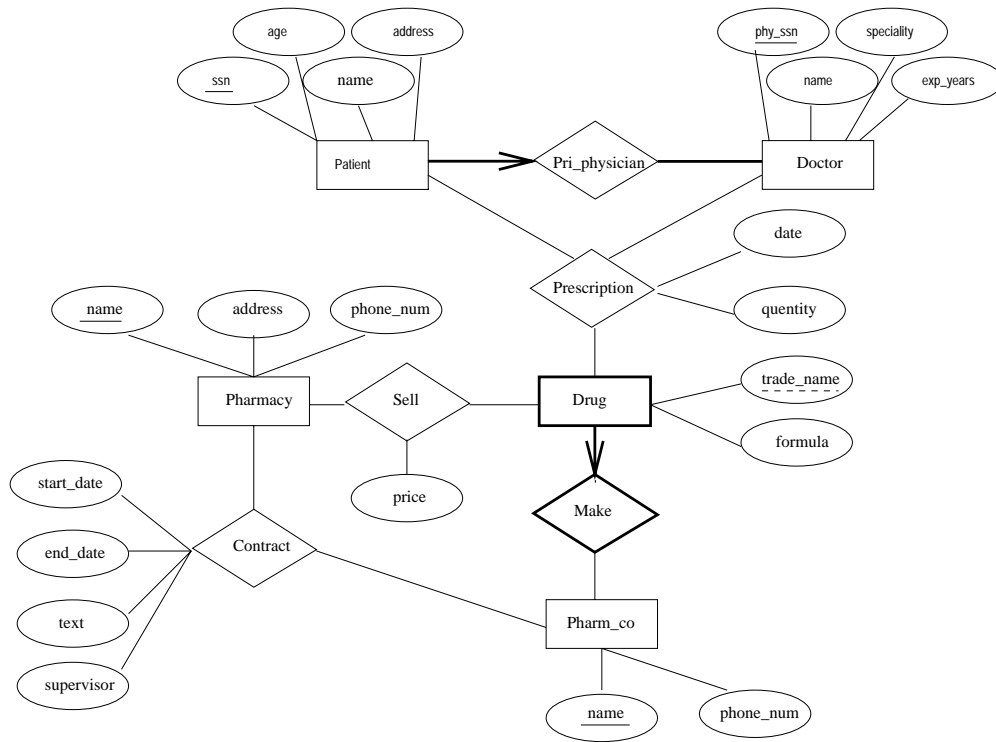 age
address
phy_ssn
speciality
ssn
name
name
exp_years
Patient
Pri_physician
Doctor
date
Prescription
quentity
name
address
phone_num
trade_name
Pharmacy
Sell
Drug
formula
start_date
price
Make
end_date
Contract
text
Pharm_co
supervisor
name
phone_num